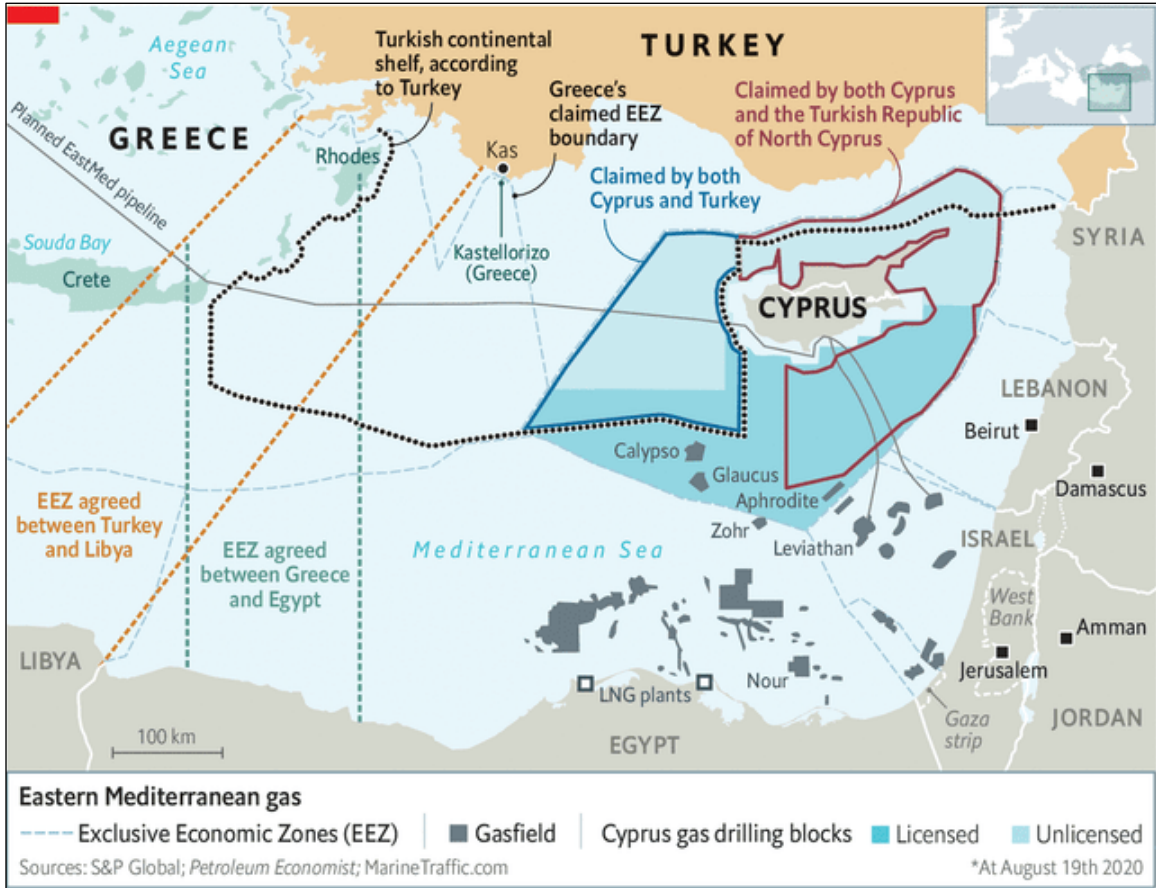 Aegean
Sea
Turkish continental
shelf, according
to Turkey
TURKEY
Greece's
claimed EEZ
boundary
Claimed by both Cyprus
and the Turkish Republic
of North Cyprus
Planned EastMed pipeline
GREECE
Rhodes
Kas
Claimed by both
Cyprus and Turkey
Souda Bay
Crete
Kastellorizo
(Greece)
SYRIA
CYPRUS
LEBANON
Beirut
Damascus
Calypso
Glaucus
Aphrodite
Zohr
Leviathan
ISRAEL
EEZ agreed
between Turkey
and Libya
EEZ agreed
between Greece
and Egypt
Mediterranean Sea
West
Bank
Amman
Jerusalem
LIBYA
LNG plants
Nour
Gaza
strip
JORDAN
100 km
EGYPT
Eastern Mediterranean gas
Exclusive Economic Zones (EEZ)
Gasfield
Cyprus gas drilling blocks
Licensed
Unlicensed
Sources: S&P Global; Petroleum Economist; MarineTraffic.com
*At August 19th 2020